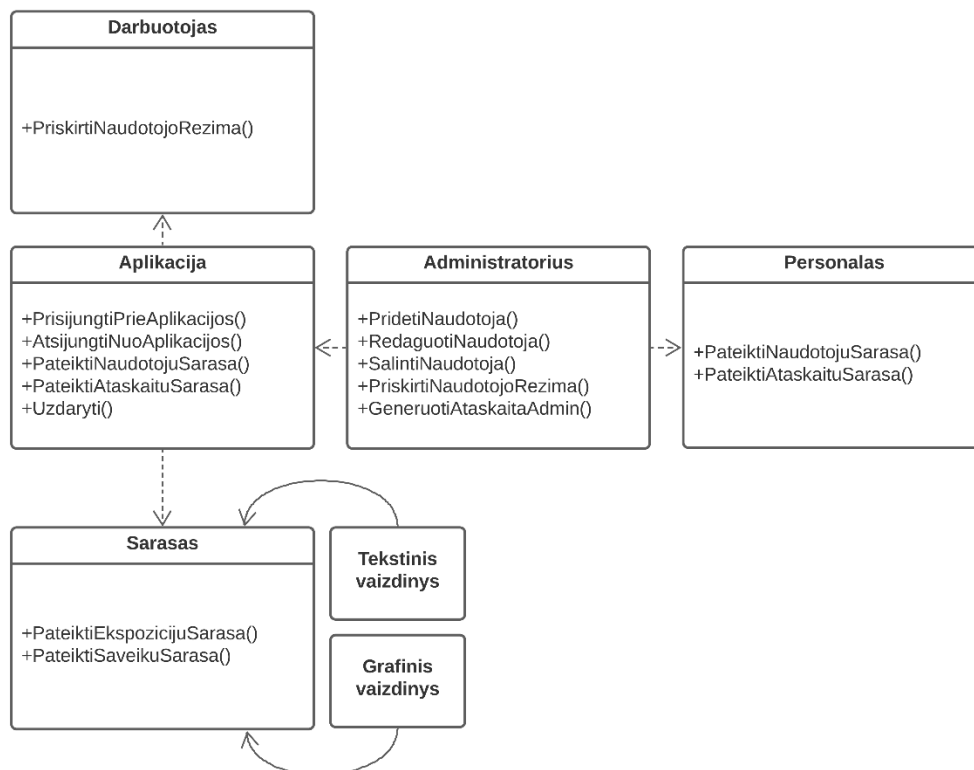 Darbuotojas
+PriskirtiNaudotojoRezima()
Aplikacija
+PrisijungtiPrieAplikacijos()
+AtsijungtiNuoAplikacijos()
+PateiktiNaudotojuSarasa()
+PateiktiAtaskaituSarasa()
+Uzdaryti()
Administratorius
+PridetiNaudotoja()
+RedaguotiNaudotoja()
+SalintiNaudotoja()
+PriskirtiNaudotojoRezima()
+GeneruotiAtaskaitaAdmin()
Personalas
+PateiktiNaudotojuSarasa()
+PateiktiAtaskaituSarasa()
Sarasas
+PateiktiEkspozicijuSarasa()
+PateiktiSaveikuSarasa()
Tekstinis
vaizdinys
Grafinis
vaizdinys